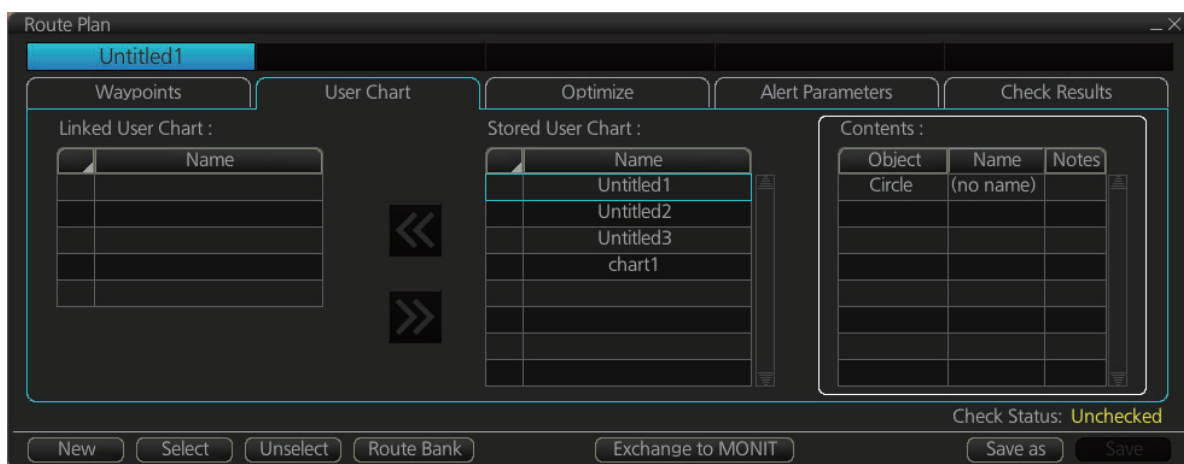 Route Plan
Untitled1
Waypoints User Chart Optimize Alert Parameters Check Results
Linked User Chart : Stored User Chart : Contents :
Name Name Object Name Notes
Untitled1 Circle (no name)
Untitled2
Untitled3
chart1
Check Status: Unchecked
New Select Unselect Route Bank Exchange to MONIT Save as Save